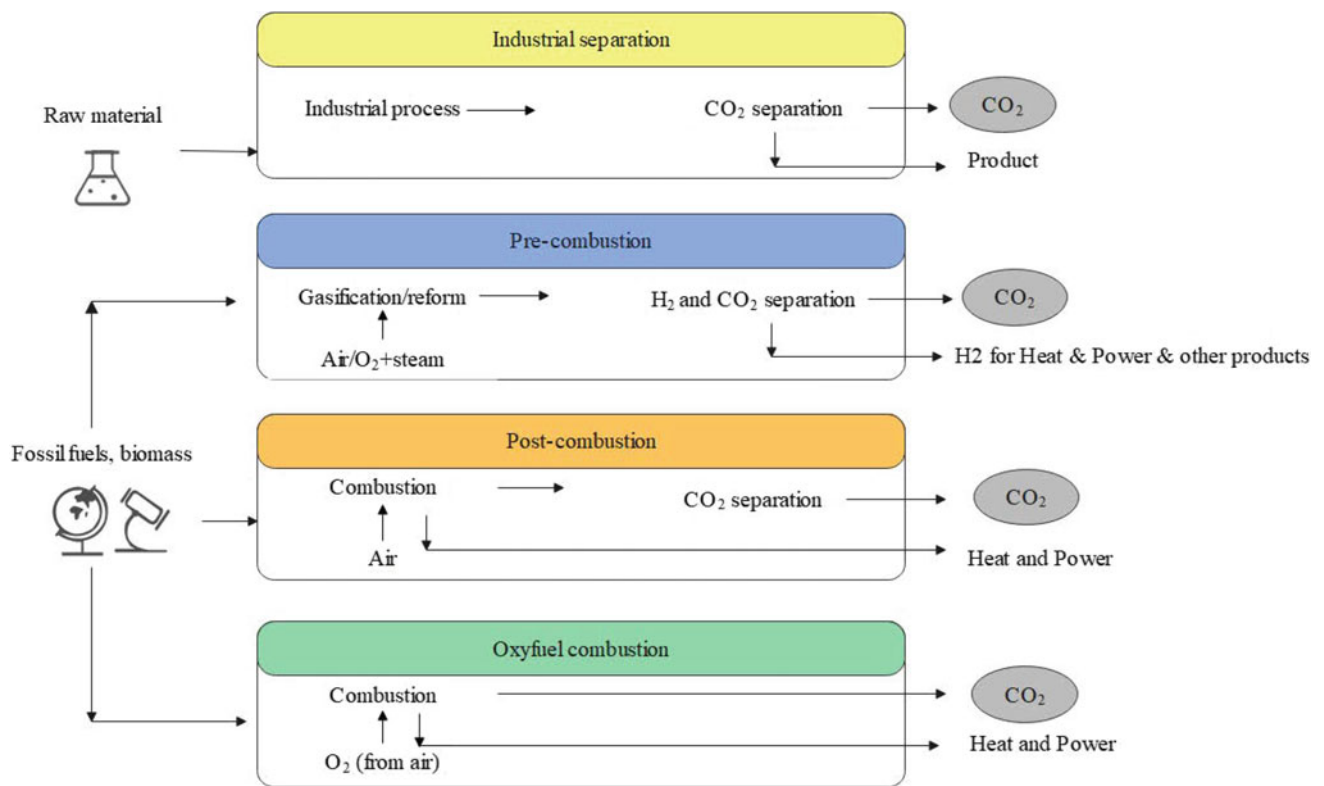 Industrial separation
Raw material
Industrial process
CO₂ separation
CO₂
Product
Pre-combustion
Gasification/reform
H₂ and CO₂ separation
CO₂
Air/O₂+steam
H2 for Heat & Power & other products
Fossil fuels, biomass
Post-combustion
Combustion
CO₂ separation
CO₂
Air
Heat and Power
Oxyfuel combustion
Combustion
CO₂
O₂ (from air)
Heat and Power